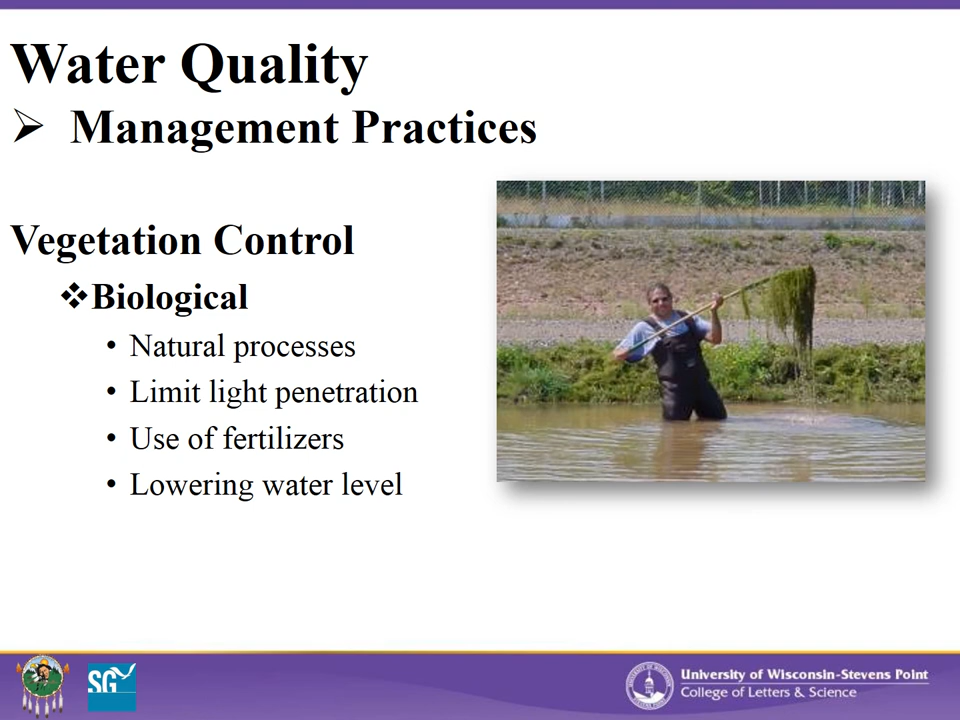 Water Quality
➢ Management Practices
Vegetation Control
❖Biological
• Natural processes
• Limit light penetration
• Use of fertilizers
• Lowering water level
SG
University of Wisconsin-Stevens Point
College of Letters & Science